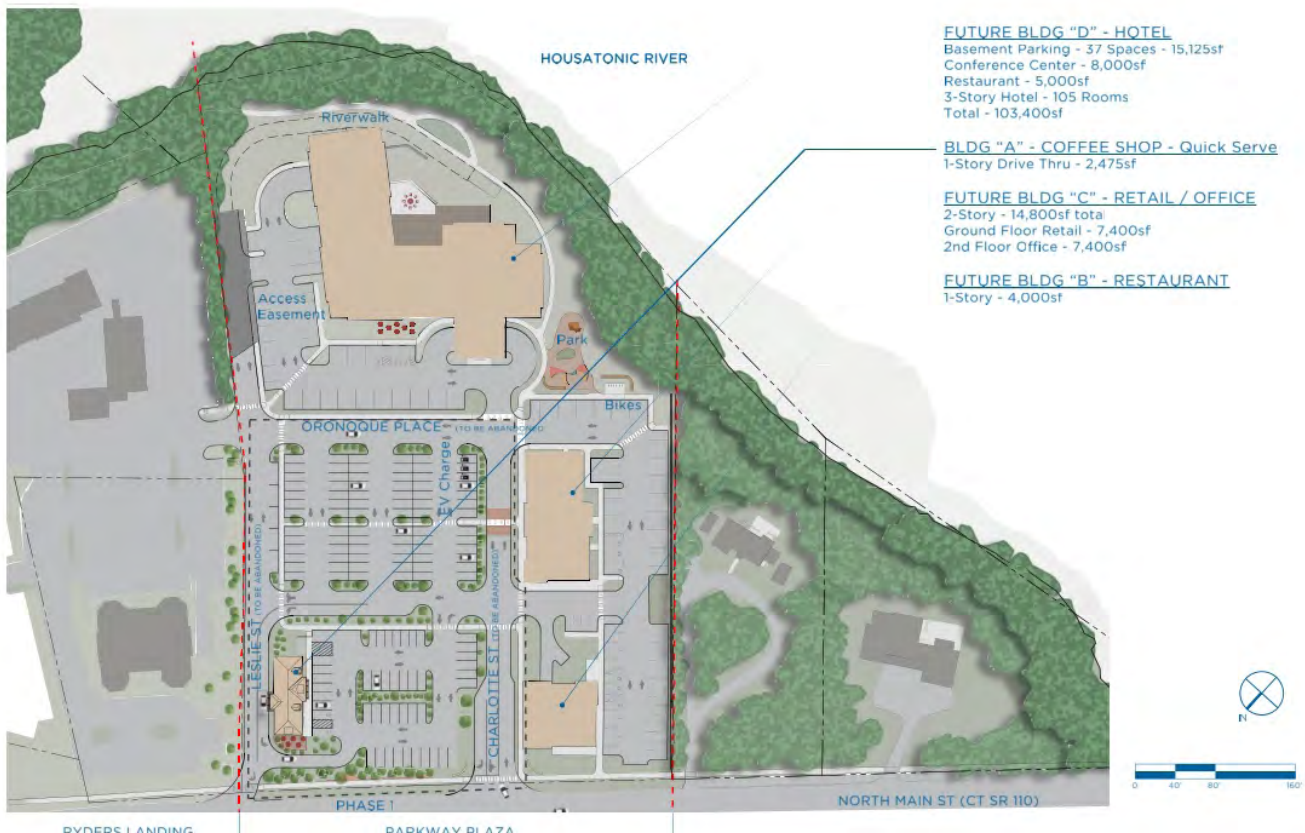 HOUSATONIC RIVER
FUTURE BLDG "D" - HOTEL
Basement Parking - 37 Spaces - 15,125sf
Conference Center - 8,000sf
Restaurant - 5,000sf
3-Story Hotel - 105 Rooms
Total - 103,400sf
BLDG "A" - COFFEE SHOP - Quick Serve
1-Story Drive Thru - 2,475sf
FUTURE BLDG "C" - RETAIL / OFFICE
2-Story - 14,800sf total
Ground Floor Retail - 7,400sf
2nd Floor Office - 7,400sf
FUTURE BLDG "B" - RESTAURANT
1-Story - 4,000sf
Riverwalk
Access
Easement
Park
Bikes
ORONOQUE PLACE (TO BE ABANDONED)
EV Charge
LESLIE ST (TO BE ABANDONED)
CHARLOTTE ST (TO BE ABANDONED)
N
0 40' 80' 160'
PHASE 1
NORTH MAIN ST (CT SR 110)
RYDERS LANDING
PARKWAY PLAZA